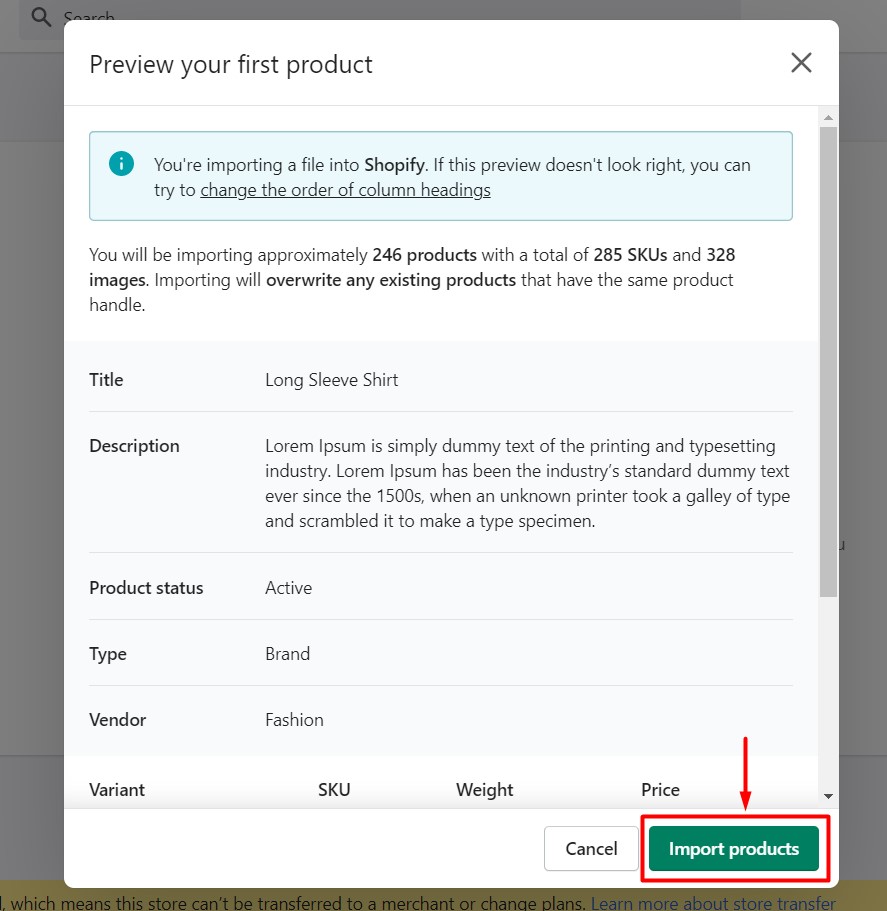 Search
Preview your first product
You're importing a file into Shopify. If this preview doesn't look right, you can
try to change the order of column headings
You will be importing approximately 246 products with a total of 285 SKUs and 328
images. Importing will overwrite any existing products that have the same product
handle.
Title Long Sleeve Shirt
Description Lorem Ipsum is simply dummy text of the printing and typesetting
industry. Lorem Ipsum has been the industry’s standard dummy text
ever since the 1500s, when an unknown printer took a galley of type
and scrambled it to make a type specimen.
Product status Active
Type Brand
Vendor Fashion
Variant SKU Weight Price
Cancel Import products
, which means this store can’t be transferred to a merchant or change plans. Learn more about store transfer